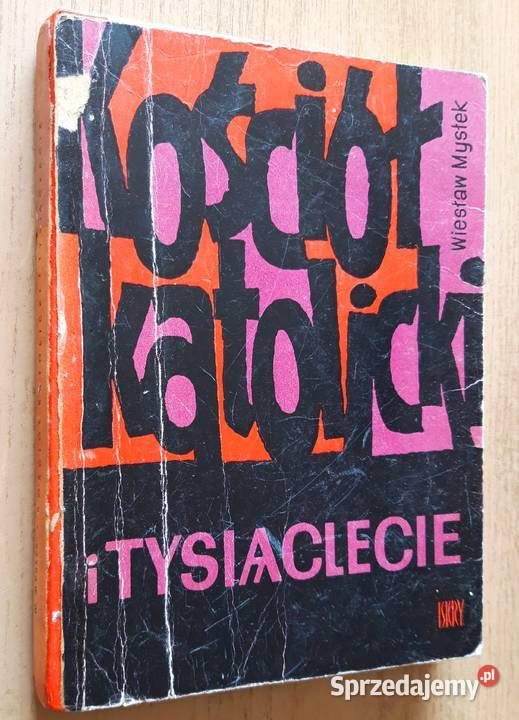 Kościół
katolicki
Wiesław Mysłek
i TYSIĄCLECIE
ISKRY
Sprzedajemy.pl